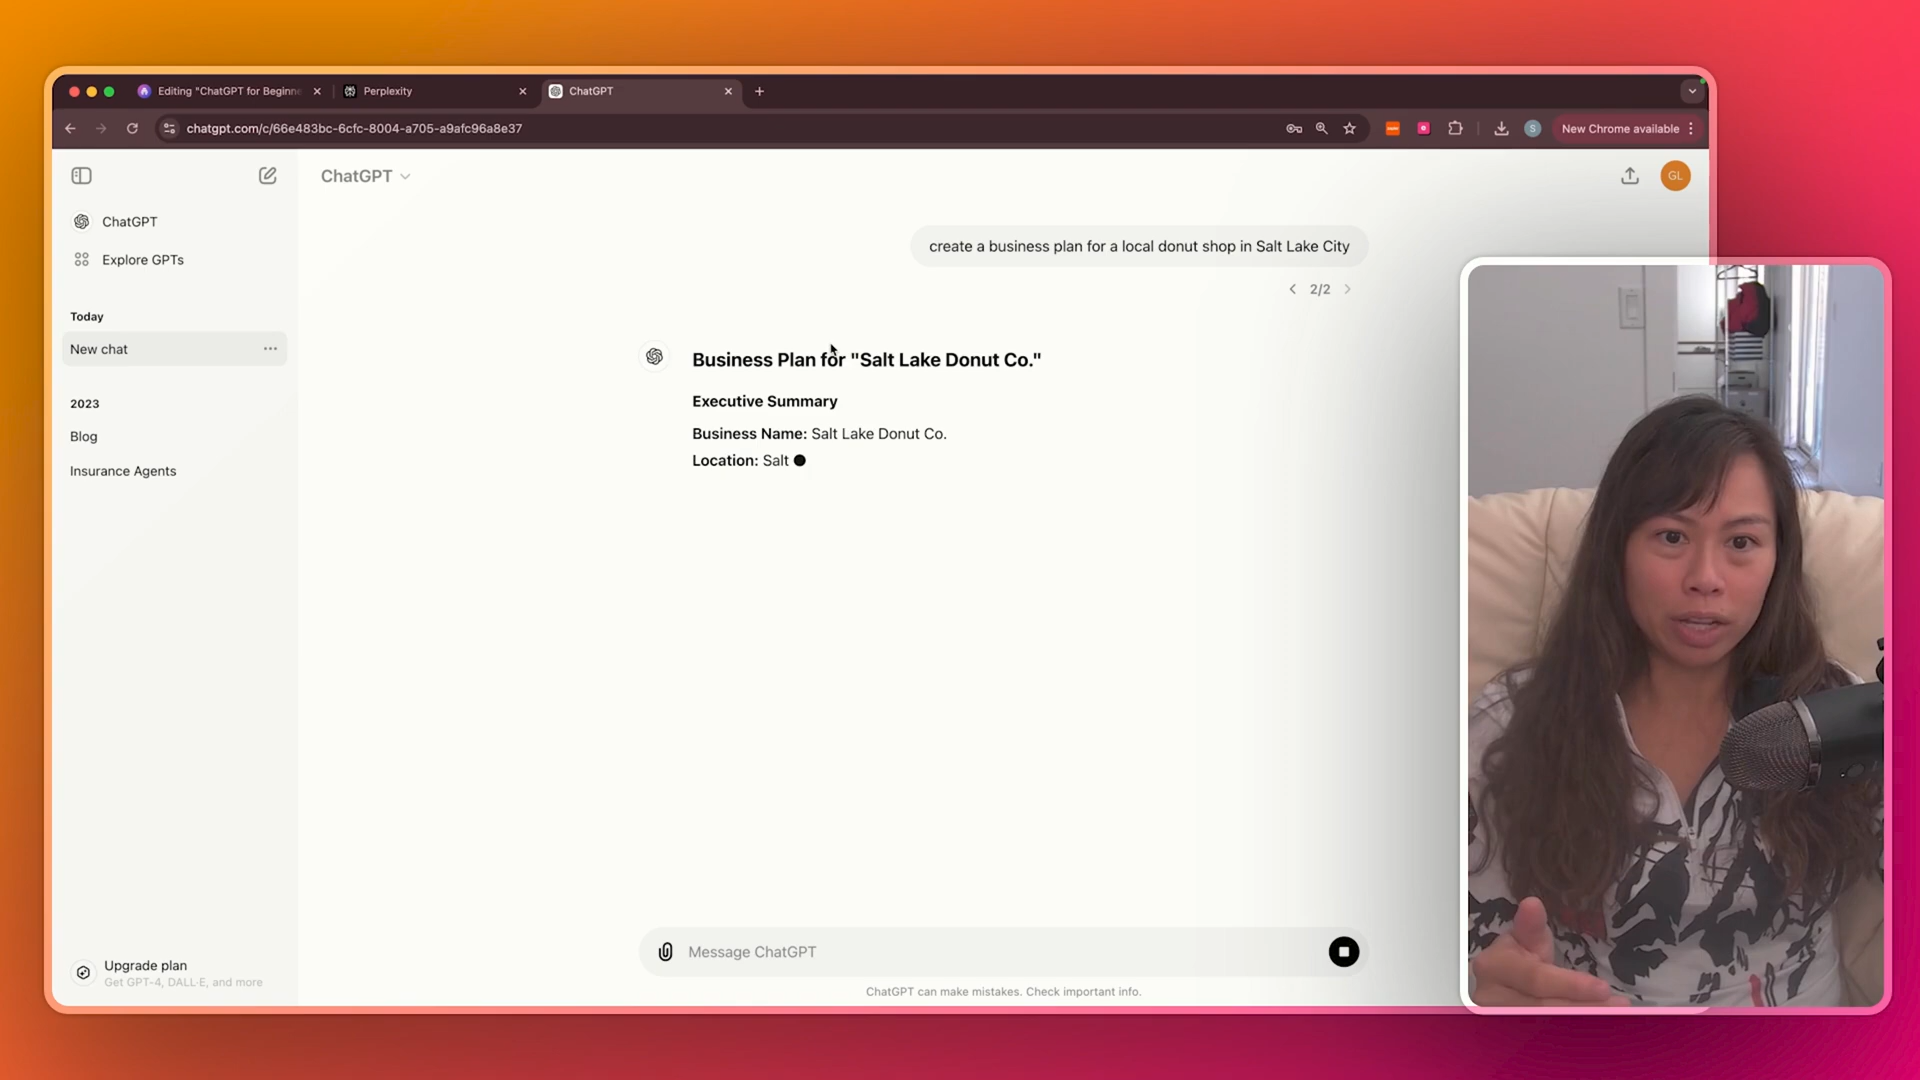 Editing "ChatGPT for Beginne
Perplexity
ChatGPT
chatgpt.com/c/66e483bc-6cfc-8004-a705-a9afc96a8e37
S
New Chrome available
ChatGPT
GL
ChatGPT
Explore GPTs
create a business plan for a local donut shop in Salt Lake City
2/2
Today
New chat
2023
Blog
Insurance Agents
Business Plan for "Salt Lake Donut Co."
Executive Summary
Business Name: Salt Lake Donut Co.
Location: Salt
Upgrade plan
Get GPT-4, DALL·E, and more
Message ChatGPT
ChatGPT can make mistakes. Check important info.